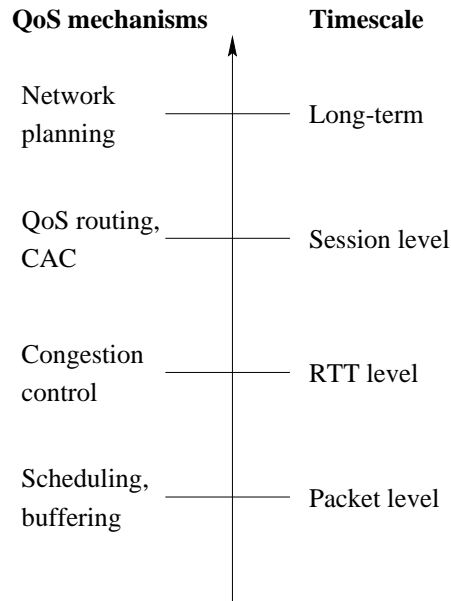 QoS mechanisms
Timescale
Network
planning
Long-term
QoS routing,
CAC
Session level
Congestion
control
RTT level
Scheduling,
buffering
Packet level